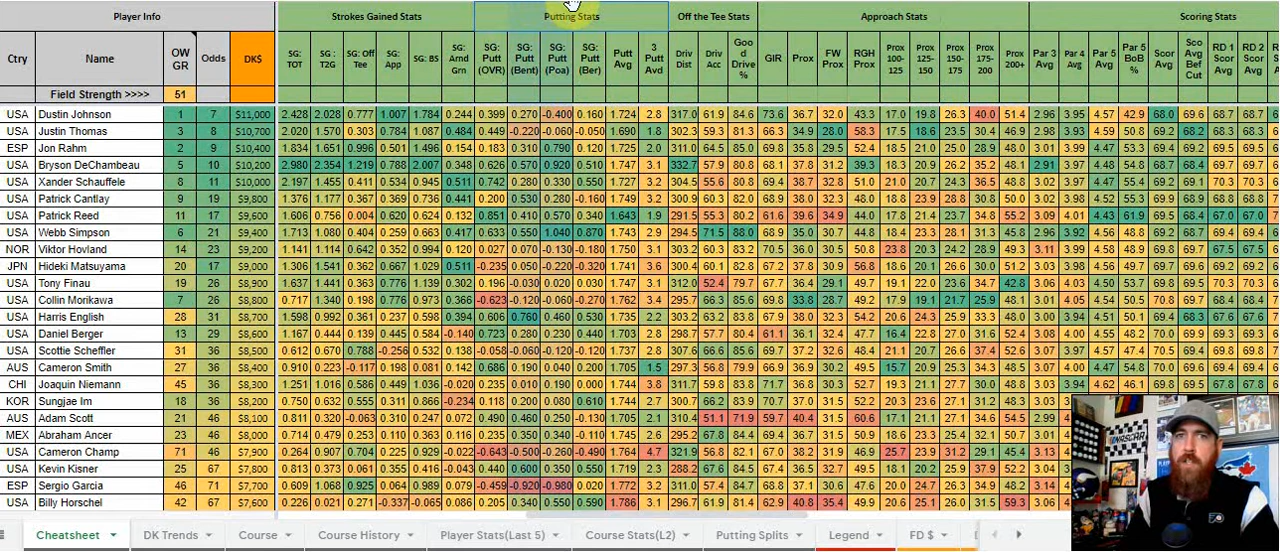 Player Info Strokes Gained Stats Putting Stats Off the Tee Stats Approach Stats Scoring Stats
Ctry Name OW GR Odds DK$ SG: TOT SG : T2G SG: Off Tee SG: App SG: BS SG: Arnd Grn SG: Putt (OVR) SG: Putt (Bent) SG: Putt (Poa) SG: Putt (Ber) Putt Avg 3 Putt Avd Driv Dist Driv Acc Goo d Drive % GIR Prox FW Prox RGH Prox Prox 100-125 Prox 125-150 Prox 150-175 Prox 175-200 Prox 200+ Par 3 Avg Par 4 Avg Par 5 Avg Par 5 BoB % Scor Avg Sco Avg Bef Cut RD 1 Scor Avg RD 2 Scor Avg
Field Strength >>>> 51
USA Dustin Johnson 1 7 $11,000 2.428 2.028 0.777 1.007 1.784 0.244 0.399 0.270 -0.400 0.160 1.724 2.8 317.0 61.9 84.6 73.6 36.7 32.0 43.3 17.5 19.6 23.6 40.0 51.4 2.96 3.95 4.57 42.9 68.0 69.6 68.7 68.7
USA Justin Thomas 3 8 $10,700 2.020 1.570 0.303 0.784 1.087 0.484 0.449 -0.220 -0.060 -0.050 1.690 1.8 302.3 59.3 81.3 66.3 34.9 28.0 58.3 17.5 18.6 23.5 30.4 46.9 2.98 3.93 4.59 50.8 69.2 68.2 68.3 68.3
ESP Jon Rahm 2 9 $10,400 1.834 1.651 0.996 0.501 1.496 0.154 0.183 0.310 0.790 0.120 1.725 2.0 311.0 64.5 85.0 69.8 35.8 29.5 52.4 18.5 21.0 25.0 28.9 48.0 3.01 3.99 4.47 53.3 69.4 69.1 69.0 69.0
USA Bryson DeChambeau 5 10 $10,200 2.980 2.354 1.219 0.788 2.007 0.348 0.626 0.570 0.920 0.510 1.747 3.1 332.7 57.9 80.8 68.1 37.8 31.2 39.3 18.5 20.9 26.2 35.2 48.1 2.91 3.97 4.48 54.8 68.7 68.4 69.7 69.7
USA Xander Schauffele 8 11 $10,000 2.197 1.455 0.411 0.534 0.945 0.511 0.742 0.280 0.330 0.550 1.727 3.2 304.5 55.6 80.8 69.4 38.7 32.8 51.0 21.0 20.7 24.3 36.5 48.8 3.02 3.97 4.47 55.4 69.2 69.1 70.3 70.3
USA Patrick Cantlay 9 19 $9,800 1.376 1.177 0.367 0.369 0.736 0.441 0.200 0.530 0.280 -0.160 1.749 3.2 300.9 60.3 82.0 68.9 38.0 32.3 48.0 18.8 23.9 28.8 30.8 50.0 3.02 3.98 4.52 51.8 69.6 69.9 68.8 68.8
USA Patrick Reed 11 17 $9,600 1.606 0.756 0.004 0.620 0.624 0.132 0.851 0.410 0.570 0.340 1.643 1.9 291.5 55.3 80.2 61.6 39.6 34.9 44.0 17.8 21.4 23.7 34.8 55.2 3.09 4.01 4.43 61.9 69.5 68.4 67.0 67.0
USA Webb Simpson 6 21 $9,400 1.713 1.080 0.404 0.259 0.663 0.417 0.633 0.550 1.040 0.870 1.743 2.9 294.5 71.5 88.0 68.9 35.0 30.7 44.8 18.4 23.3 28.1 31.3 45.8 2.96 3.92 4.56 48.2 69.1 68.4 69.2 69.2
NOR Viktor Hovland 14 23 $9,200 1.141 1.114 0.642 0.352 0.994 0.120 0.027 0.070 -0.130 -0.180 1.750 3.1 302.3 60.3 83.2 70.5 36.0 30.5 50.8 23.8 20.3 24.2 28.9 49.3 3.11 3.99 4.50 48.9 69.8 69.9 67.5 67.5
JPN Hideki Matsuyama 20 17 $9,000 1.306 1.541 0.362 0.667 1.029 0.511 -0.235 0.050 -0.220 -0.320 1.741 3.6 300.4 60.1 82.8 67.2 37.8 30.9 56.8 18.6 20.1 26.6 30.0 51.2 3.03 3.98 4.56 49.7 69.8 69.6 69.2 69.2
USA Tony Finau 19 26 $8,900 1.637 1.441 0.363 0.776 1.139 0.302 0.196 -0.030 0.020 0.030 1.747 3.1 312.0 52.4 79.7 67.7 36.4 29.1 49.7 19.1 22.0 23.6 34.7 42.8 3.06 4.03 4.50 53.7 69.8 69.4 69.8 69.8
USA Collin Morikawa 7 26 $8,800 0.717 1.340 0.198 0.776 0.973 0.366 -0.623 -0.120 -0.060 -0.270 1.762 3.4 295.7 66.3 85.6 69.0 33.8 28.7 49.2 17.9 19.1 21.7 25.9 48.3 3.01 4.05 4.54 50.5 70.8 69.7 68.4 68.4
USA Harris English 28 31 $8,700 1.598 0.992 0.361 0.237 0.598 0.394 0.606 0.760 0.460 0.250 1.735 2.2 302.2 63.2 83.8 67.9 38.0 32.0 54.2 20.6 24.3 25.9 33.3 48.0 3.01 3.96 4.54 49.5 69.2 68.3 67.6 67.6
USA Daniel Berger 13 29 $8,600 1.167 0.444 0.139 0.445 0.584 -0.140 0.723 0.280 0.230 0.440 1.703 2.8 298.7 57.7 80.4 61.1 36.9 30.2 47.7 16.4 22.8 27.6 31.8 52.4 3.08 4.00 4.55 48.2 70.0 69.9 69.3 69.3
USA Scottie Scheffler 31 36 $8,500 0.612 0.670 0.788 -0.256 0.532 0.138 -0.058 -0.060 -0.120 -0.120 1.737 2.8 307.6 66.6 85.6 68.2 37.2 32.6 48.4 21.1 20.7 26.6 37.4 52.6 3.07 3.97 4.47 54.4 70.5 69.4 69.8 69.8
AUS Cameron Smith 27 36 $8,400 0.910 0.223 -0.117 0.198 0.081 0.142 0.686 0.190 0.040 0.200 1.705 1.5 297.3 56.8 79.9 66.9 36.9 30.2 49.5 15.7 20.9 25.3 34.3 48.5 3.07 4.00 4.54 48.8 69.9 69.5 68.7 68.7
CHI Joaquin Niemann 45 36 $8,300 1.251 1.016 0.586 0.449 1.036 -0.020 0.235 0.190 0.190 0.000 1.744 3.8 311.7 59.8 83.8 71.7 36.8 30.3 52.7 19.3 21.1 27.7 30.0 48.8 3.03 3.94 4.62 46.1 69.9 69.9 67.8 67.8
KOR Sungjae Im 18 36 $8,200 0.750 0.632 0.555 0.311 0.866 -0.234 0.118 0.200 0.080 0.610 1.744 2.7
AUS Adam Scott 21 46 $8,100 0.811 0.320 -0.063 0.310 0.247 0.072 0.490 0.460 0.250 -0.130 1.705 2.1 310.4 51.1 71.9 59.7 40.4 31.5 60.6 17.1 21.1 27.1 34.6 54.5 2.99
MEX Abraham Ancer 23 46 $8,000 0.714 0.479 0.253 0.110 0.363 0.116 0.235 0.350 0.340 -0.110 1.745 2.6 295.2 67.8 84.4 69.4 36.7 31.5 50.9 18.6 23.3 25.4 32.1 50.7 3.01
USA Cameron Champ 71 46 $7,900 0.264 0.907 0.704 0.225 0.929 -0.022 -0.643 -0.500 -0.260 -0.490 1.764 4.7 321.9 56.8 82.1 67.0 37.4 31.9 46.9 25.7 23.2 31.2 29.1 45.4 3.13
USA Kevin Kisner 25 67 $7,800 0.813 0.373 0.061 0.355 0.416 -0.043 0.440 0.600 0.350 0.470 1.719 2.3 288.2 67.6 84.5 67.1 36.5 31.7 47.2 18.1 20.2 25.5 37.9 52.2 3.04
ESP Sergio Garcia 46 71 $7,700 0.609 1.068 0.925 0.064 0.989 0.079 -0.459 -0.920 -0.980 0.020 1.772 3.2 311.0 57.4 84.7 68.8 37.1 31.3 48.7 18.6 20.9 24.6 30.6 47.8 3.14
USA Billy Horschel 42 67 $7,600 0.226 0.021 0.271 -0.337 -0.065 0.086 0.205 0.340 0.550 0.590 1.786 3.1 296.7 61.9 81.3 62.3 40.8 35.4 49.9 20.6 25.1 26.0 37.3 59.3 3.06
Cheatsheet DK Trends Course Course History Player Stats(Last 5) Course Stats(L2) Putting Splits Legend FD $